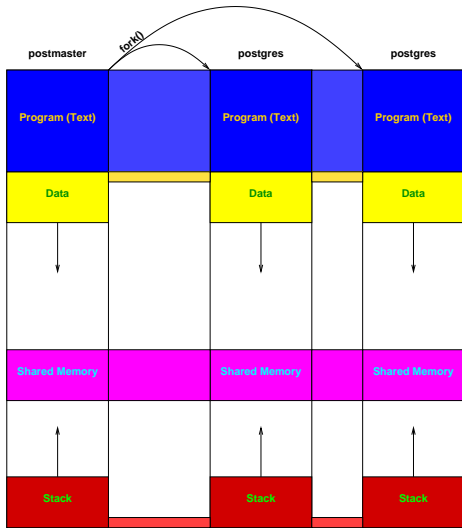 fork()
postmaster postgres postgres
Program (Text) Program (Text) Program (Text)
Data Data Data
Shared Memory Shared Memory Shared Memory
Stack Stack Stack